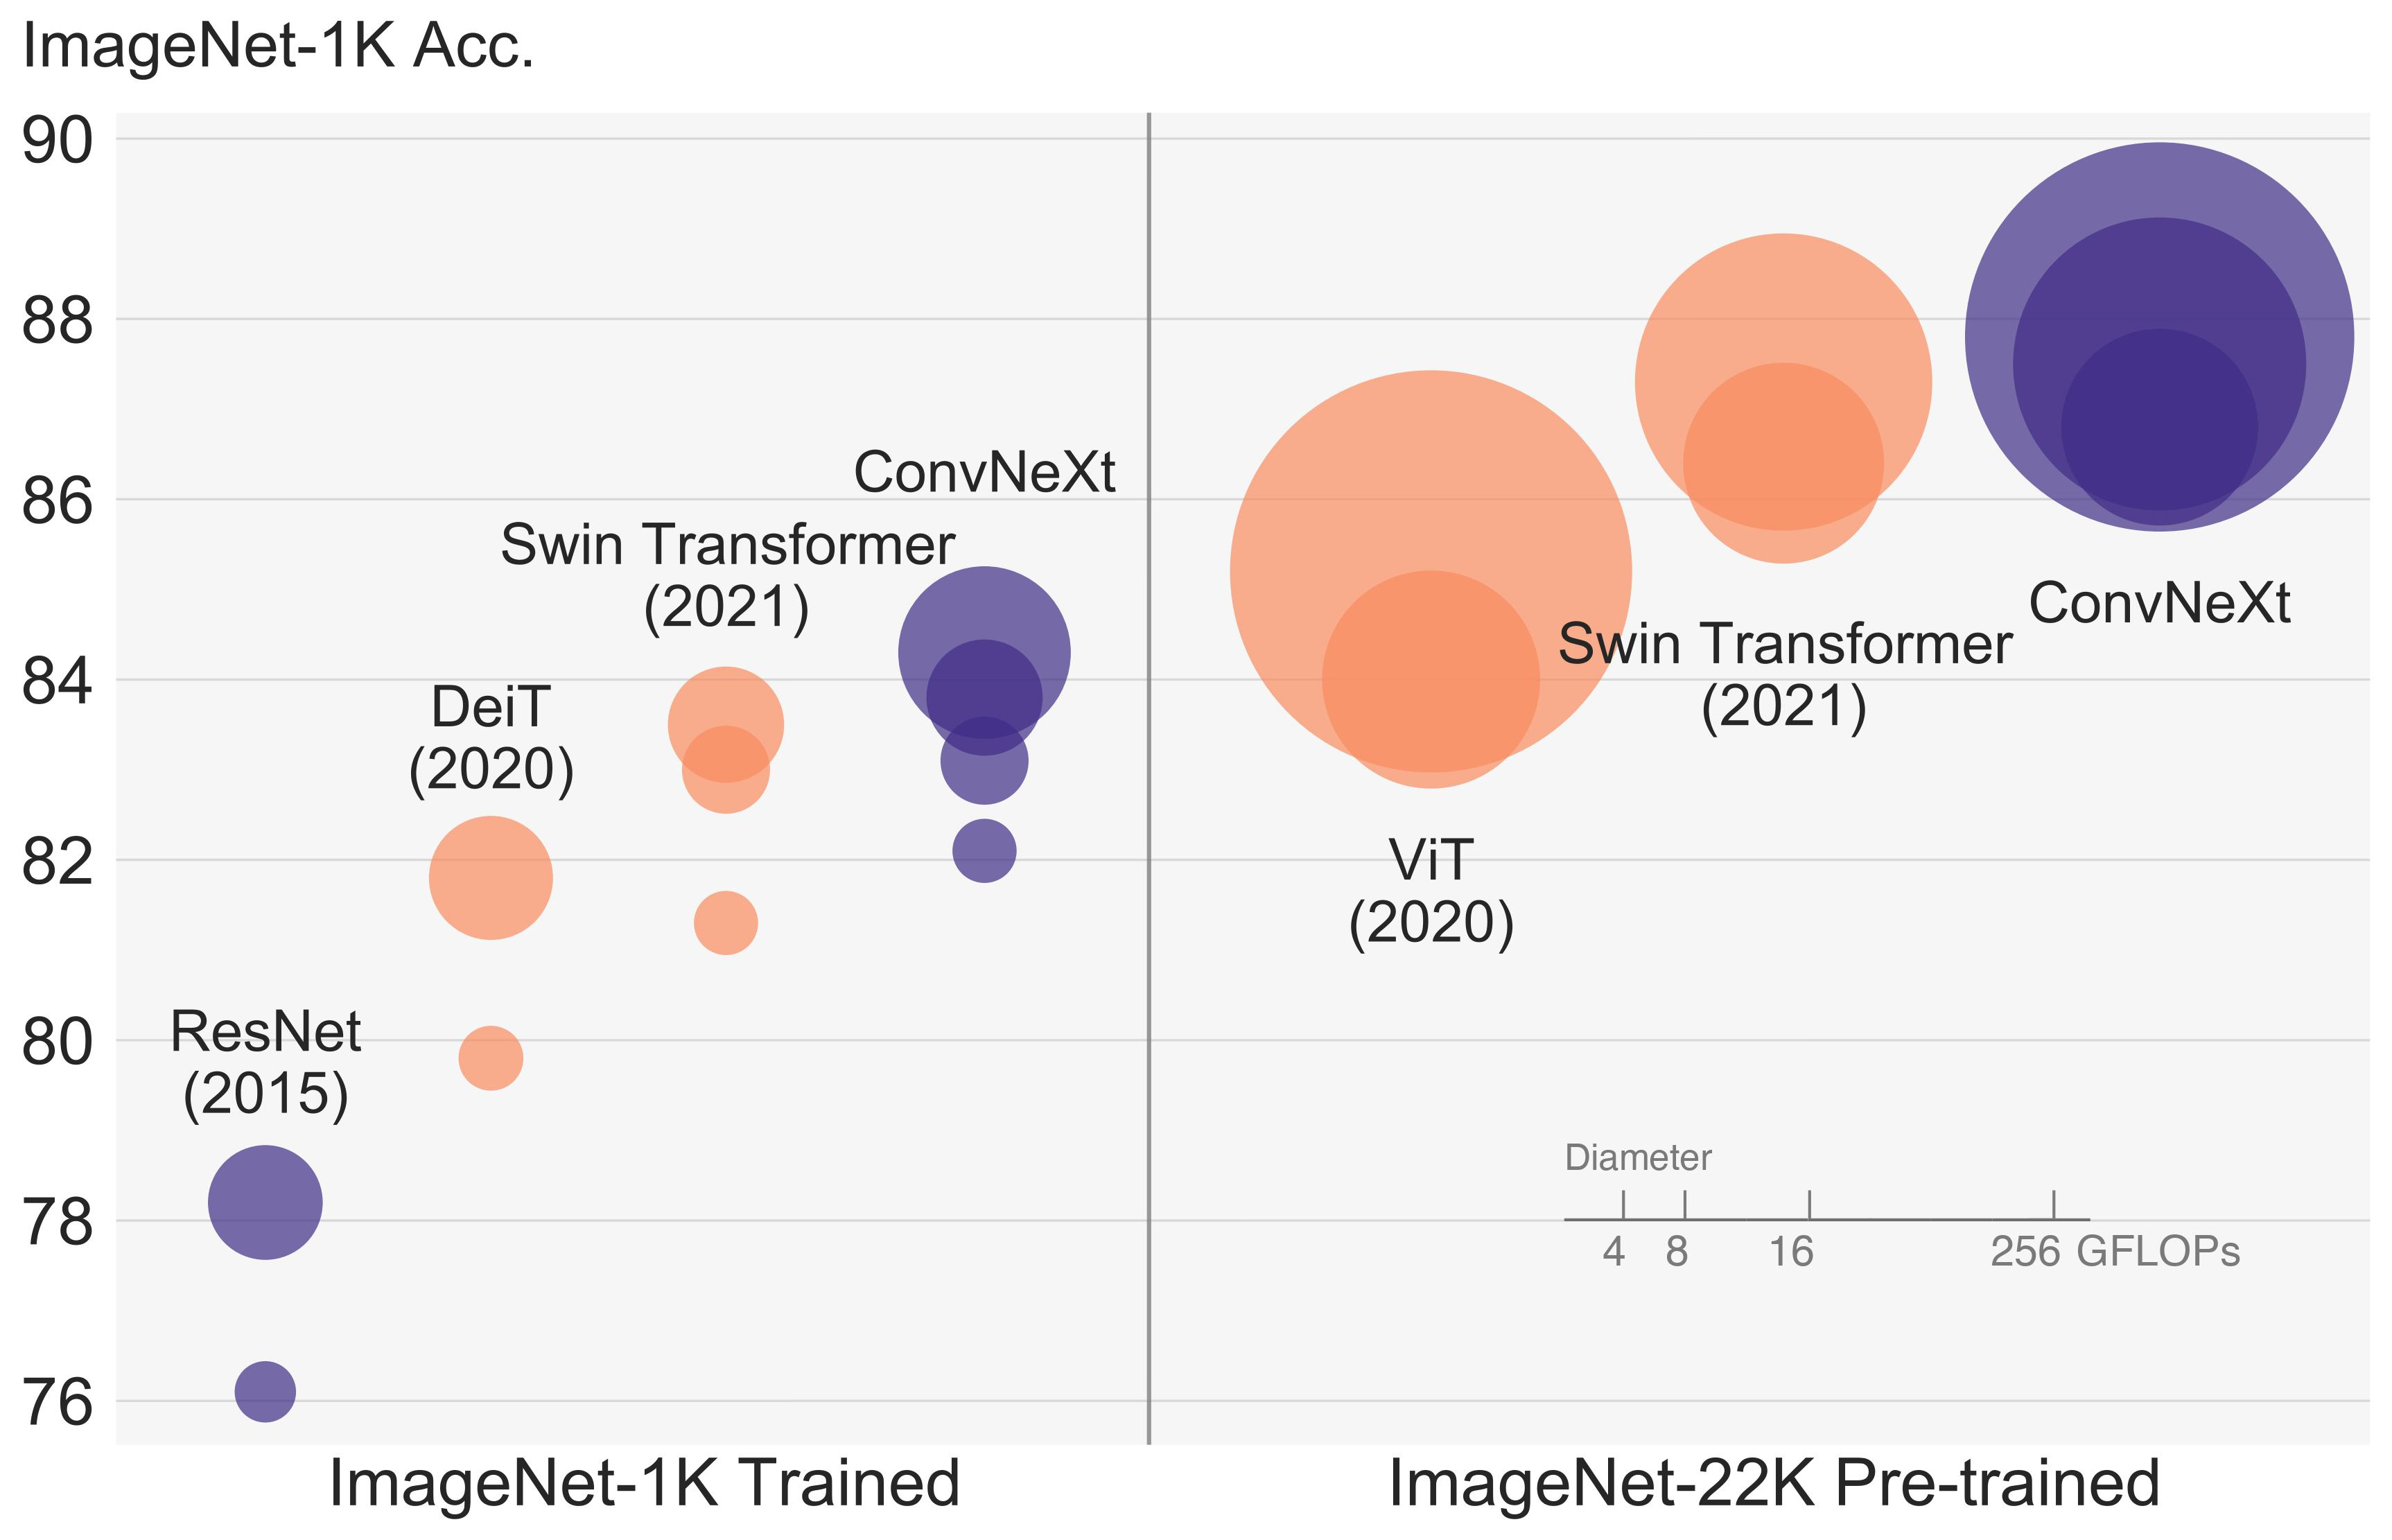 ImageNet-1K Acc.
90
88
86
84
82
80
78
76
ResNet
(2015)
DeiT
(2020)
Swin Transformer
(2021)
ConvNeXt
ViT
(2020)
Swin Transformer
(2021)
ConvNeXt
Diameter
4 8 16 256 GFLOPs
ImageNet-1K Trained
ImageNet-22K Pre-trained